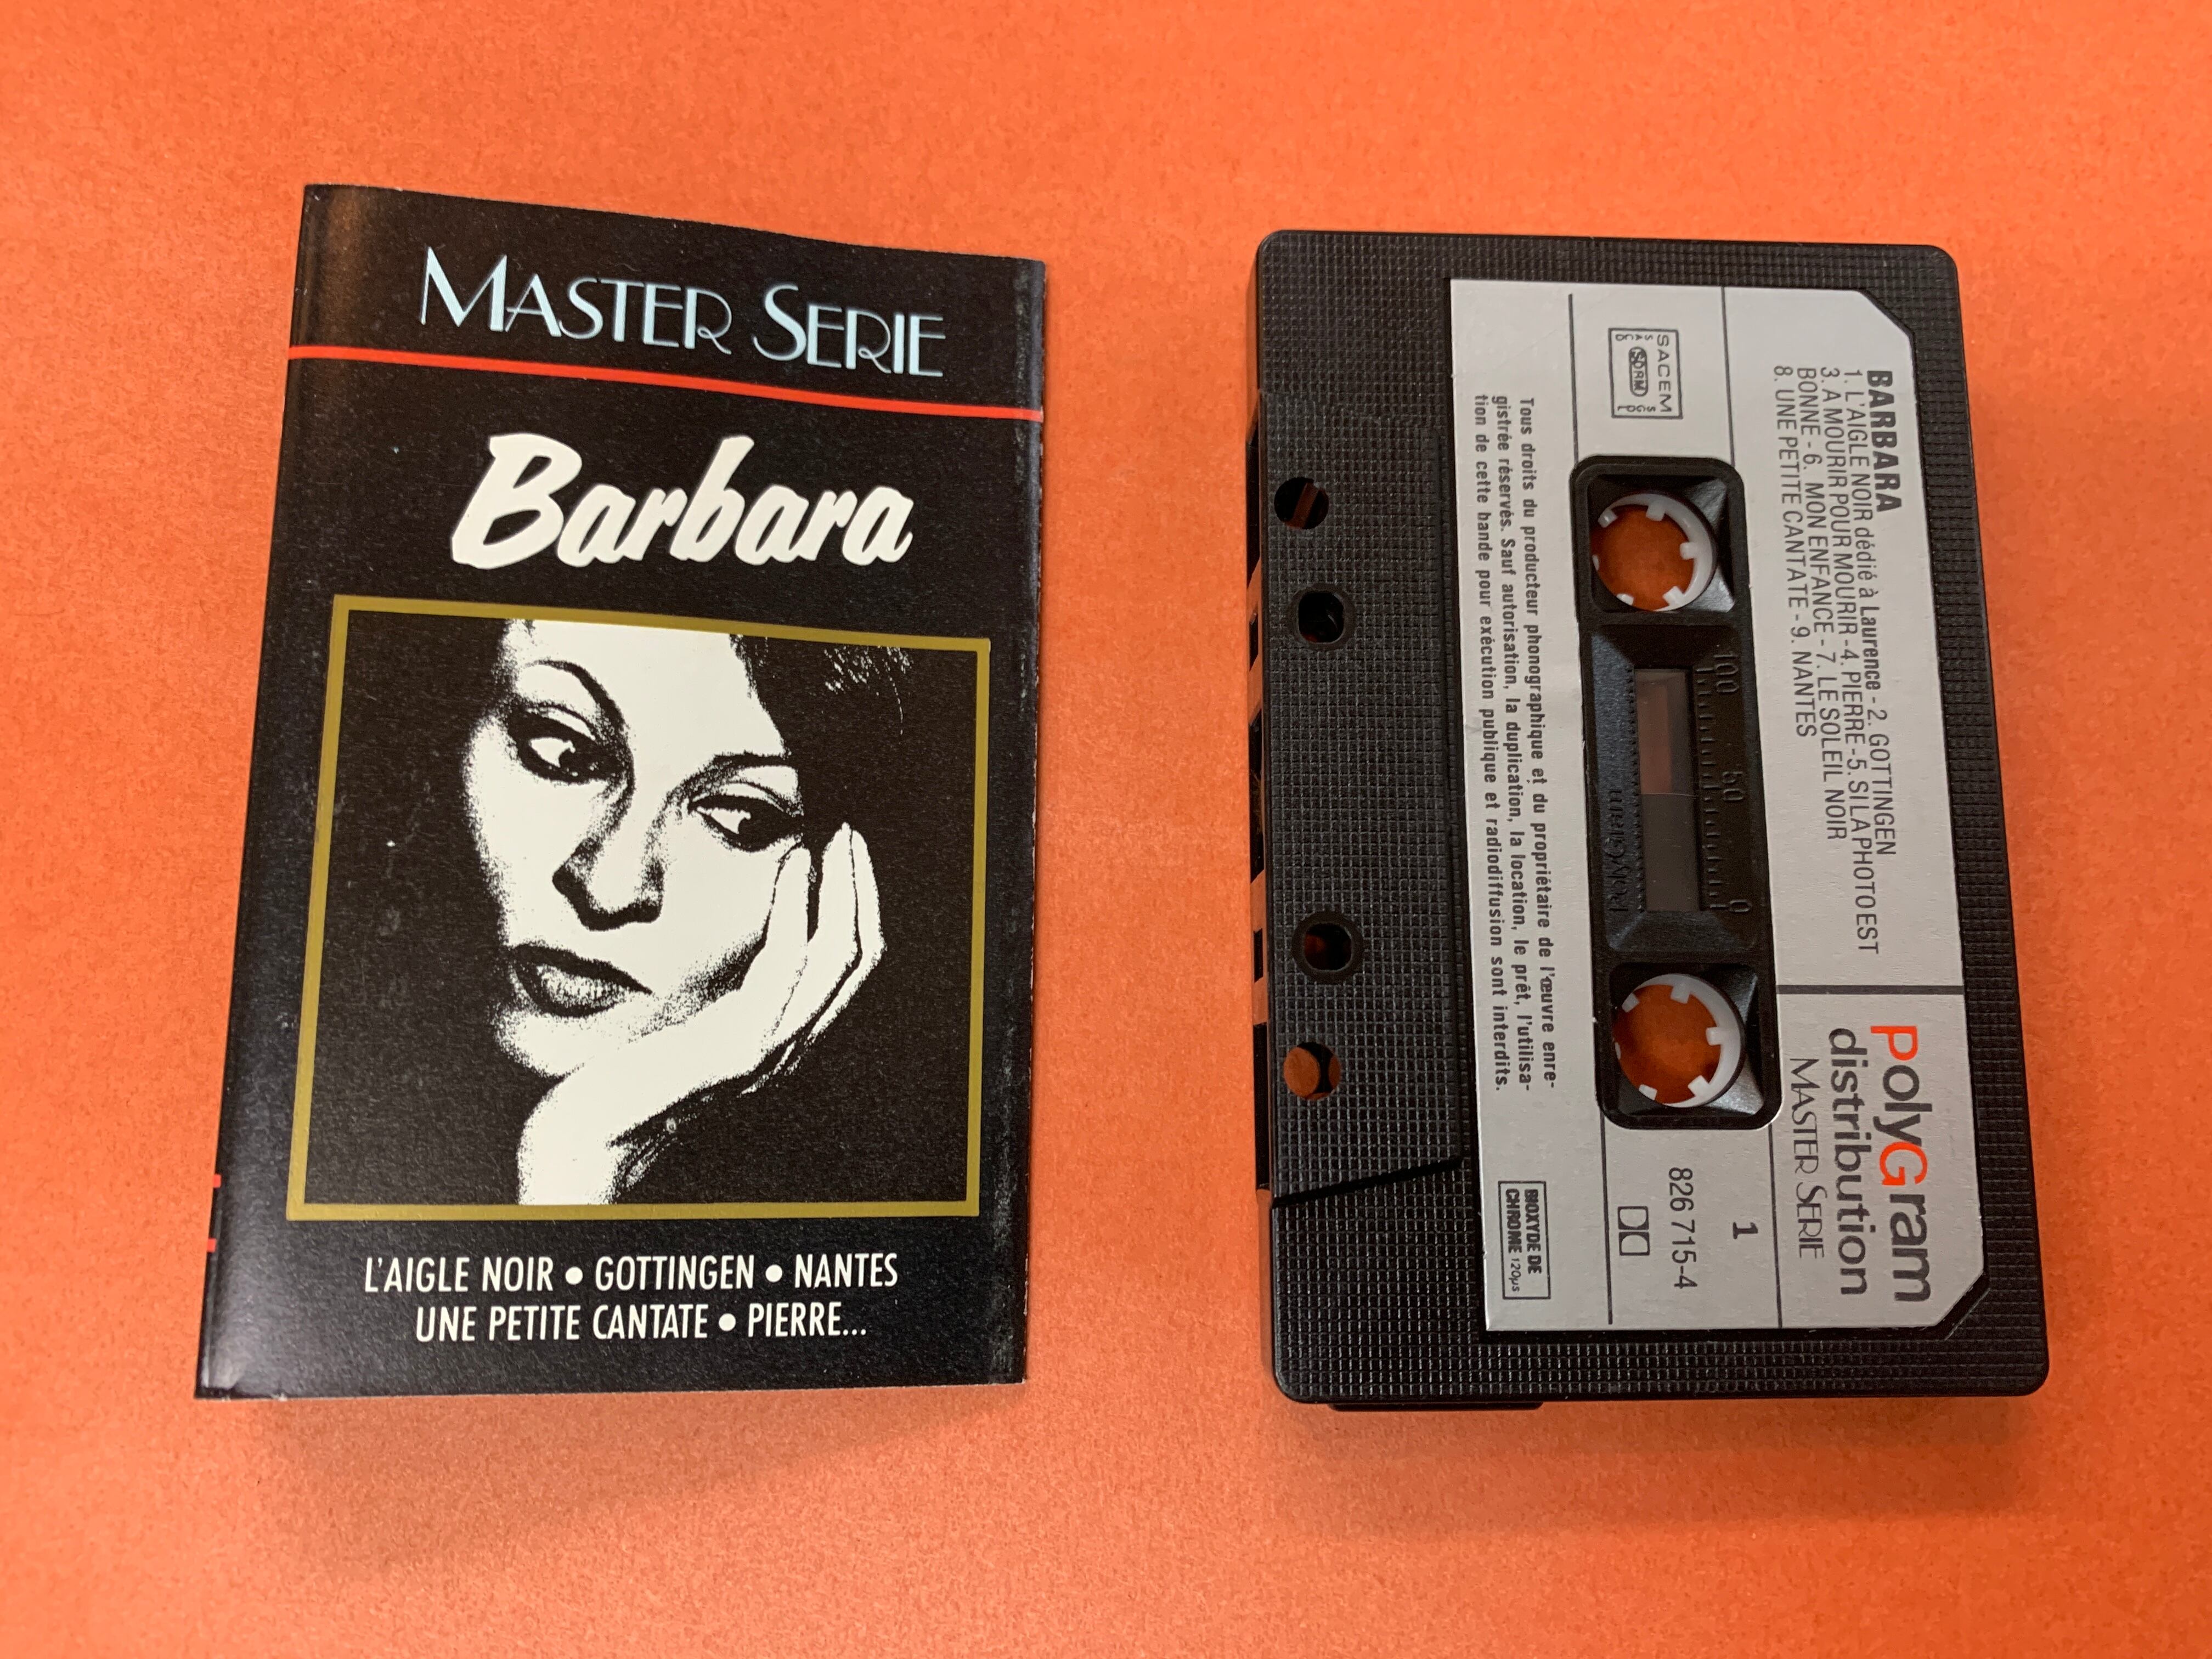 MASTER SERIE
Barbara
L'AIGLE NOIR • GOTTINGEN • NANTES
UNE PETITE CANTATE • PIERRE...
BARBARA
1. L'AIGLE NOIR dédié à Laurence - 2. GOTTINGEN
3. A MOURIR POUR MOURIR - 4. PIERRE - 5. SI LA PHOTO EST
BONNE - 6. MON ENFANCE - 7. LE SOLEIL NOIR
8. UNE PETITE CANTATE - 9. NANTES
PolyGram
distribution
MASTER SERIE
SACEM
SDRM
100 50 0
PolyGram
1
826 715-4
Tous droits du producteur phonographique et du propriétaire de l'œuvre enre-
gistrée réservés. Sauf autorisation, la duplication, la location, le prêt, l'utilisa-
tion de cette bande pour exécution publique et radiodiffusion sont interdits.
BIOXYDE DE
CHROME 120µs